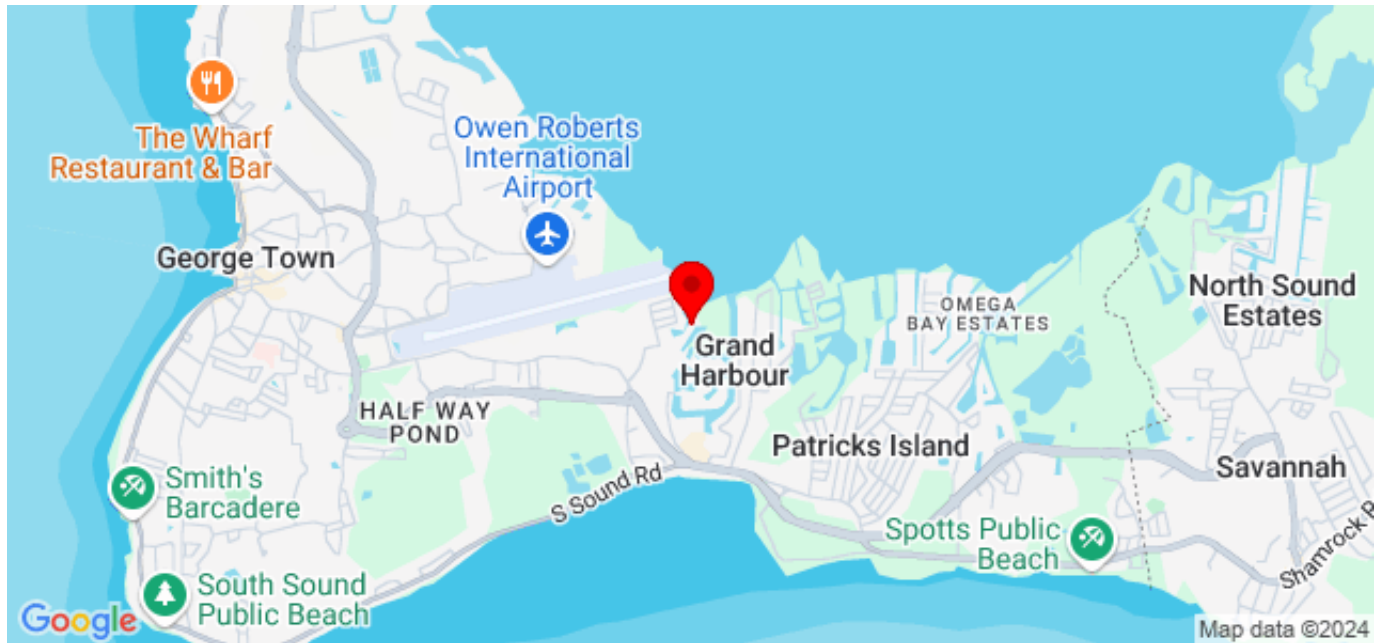 The Wharf
Restaurant & Bar
Owen Roberts
International
Airport
George Town
OMEGA
BAY ESTATES
North Sound
Estates
Grand
Harbour
HALF WAY
POND
Patricks Island
Savannah
Smith's
Barcadere
S Sound Rd
Spotts Public
Beach
Shamrock R
South Sound
Public Beach
Google
Map data ©2024